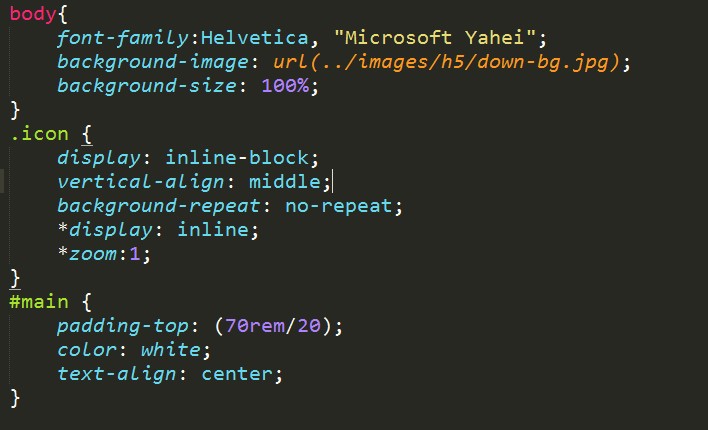 body{
    font-family:Helvetica, "Microsoft Yahei";
    background-image: url(../images/h5/down-bg.jpg);
    background-size: 100%;
}
.icon {
    display: inline-block;
    vertical-align: middle;
    background-repeat: no-repeat;
    *display: inline;
    *zoom:1;
}
#main {
    padding-top: (70rem/20);
    color: white;
    text-align: center;
}